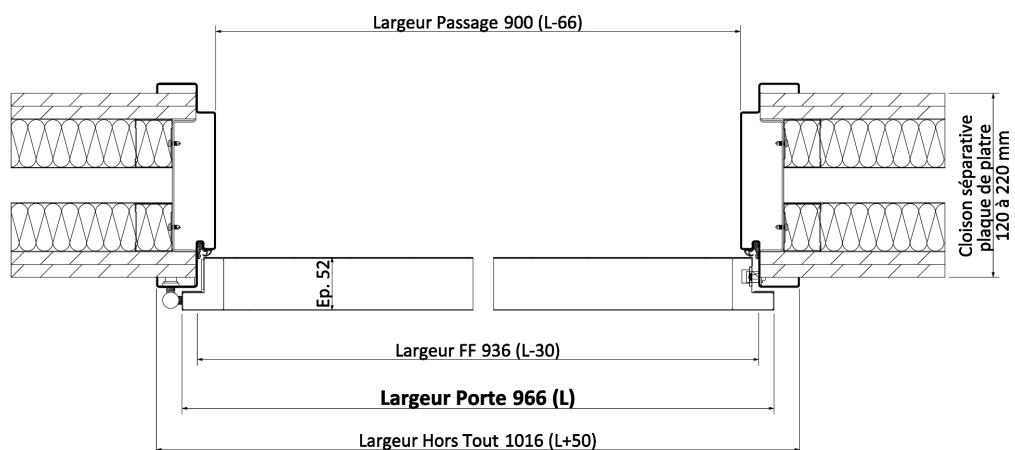 Largeur Passage 900 (L-66)
Cloison séparative
plaque de platre
120 à 220 mm
Ep. 52
Largeur FF 936 (L-30)
Largeur Porte 966 (L)
Largeur Hors Tout 1016 (L+50)